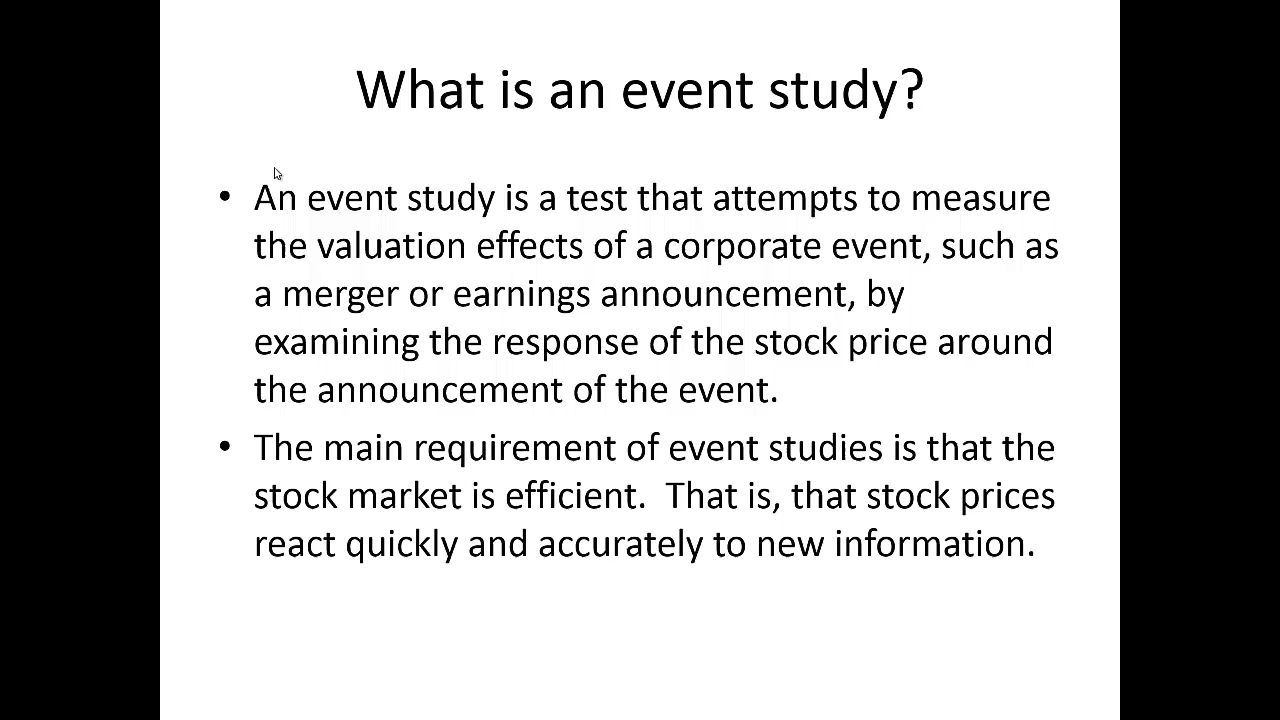 What is an event study?
• An event study is a test that attempts to measure
the valuation effects of a corporate event, such as
a merger or earnings announcement, by
examining the response of the stock price around
the announcement of the event.
• The main requirement of event studies is that the
stock market is efficient.  That is, that stock prices
react quickly and accurately to new information.